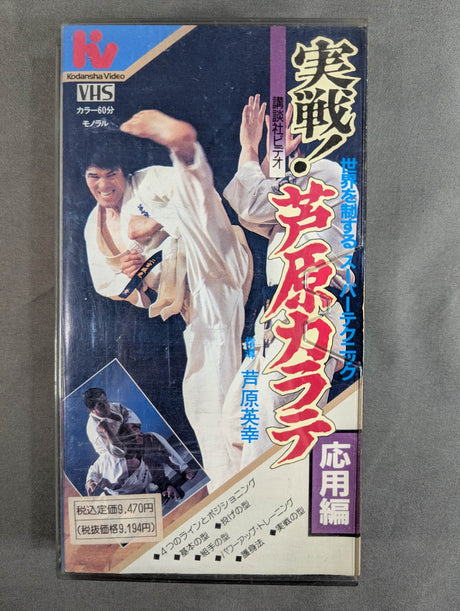 Kodansha Video
VHS
カラー60分
モノラル
実戦!
芦原カラテ
講談社ビデオ
世界を制するスーパーテクニック
芦原英幸
応用編
税込定価9,470円
(税抜価格9,194円)
■4つのラインとポジショニング
■基本の型 ■投げの型
■組手の型
■パワーアップ・トレーニング
■護身法 ■実戦の型